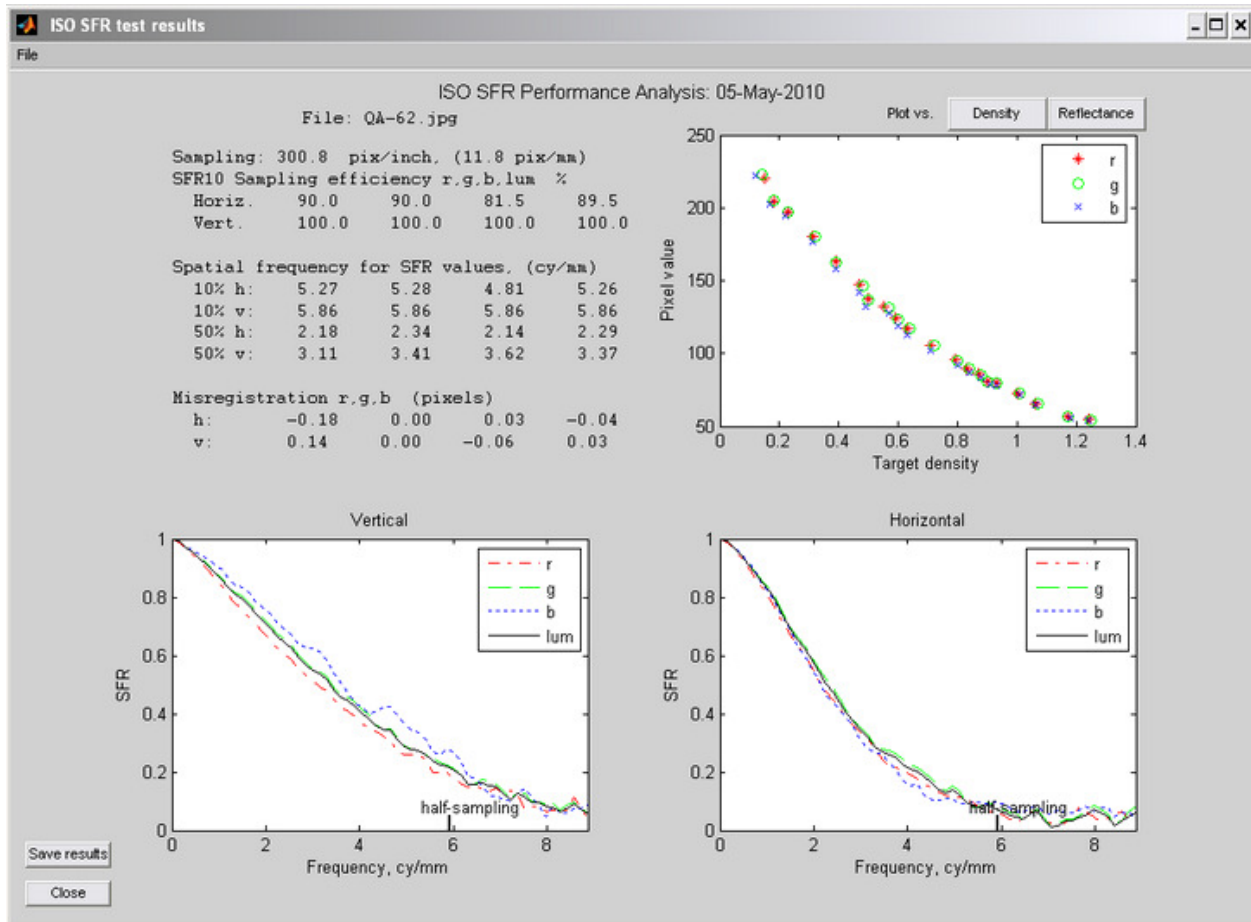 ISO SFR test results
File
ISO SFR Performance Analysis: 05-May-2010
File: QA-62.jpg
Sampling: 300.8 pix/inch, (11.8 pix/mm)
SFR10 Sampling efficiency r,g,b,lum %
Horiz. 90.0 90.0 81.5 89.5
Vert. 100.0 100.0 100.0 100.0
Spatial frequency for SFR values, (cy/mm)
10% h: 5.27 5.28 4.81 5.26
10% v: 5.86 5.86 5.86 5.86
50% h: 2.18 2.34 2.14 2.29
50% v: 3.11 3.41 3.62 3.37
Misregistration r,g,b (pixels)
h: -0.18 0.00 0.03 -0.04
v: 0.14 0.00 -0.06 0.03
Plot vs. Density Reflectance
250
200
150
100
50
Pixel value
r
g
b
0 0.2 0.4 0.6 0.8 1 1.2 1.4
Target density
Vertical
1
0.8
0.6
0.4
0.2
0
SFR
r
g
b
lum
half-sampling
0 2 4 6 8
Frequency, cy/mm
Horizontal
1
0.8
0.6
0.4
0.2
0
SFR
r
g
b
lum
half-sampling
0 2 4 6 8
Frequency, cy/mm
Save results
Close